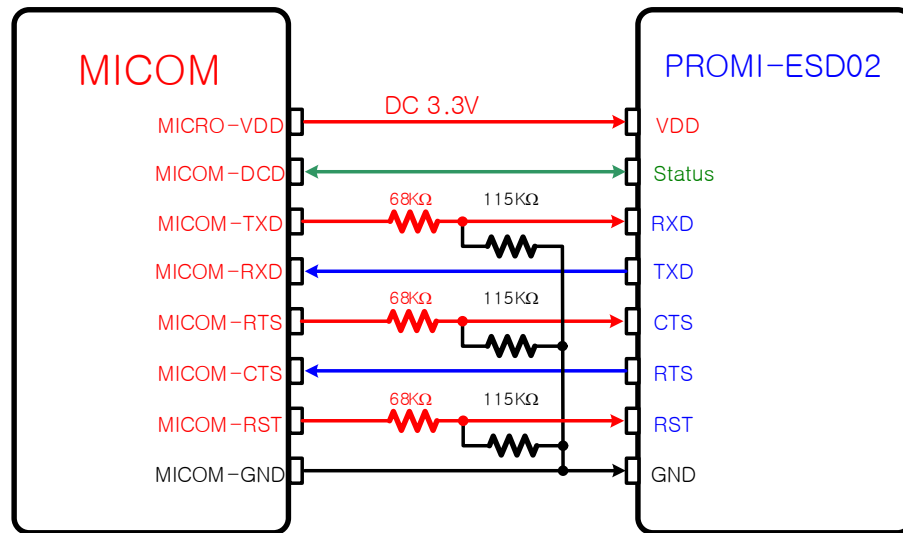 MICOM
PROMI-ESD02
DC 3.3V
MICRO-VDD
VDD
MICOM-DCD
Status
68KΩ
115KΩ
MICOM-TXD
RXD
MICOM-RXD
TXD
68KΩ
115KΩ
MICOM-RTS
CTS
MICOM-CTS
RTS
68KΩ
115KΩ
MICOM-RST
RST
MICOM-GND
GND